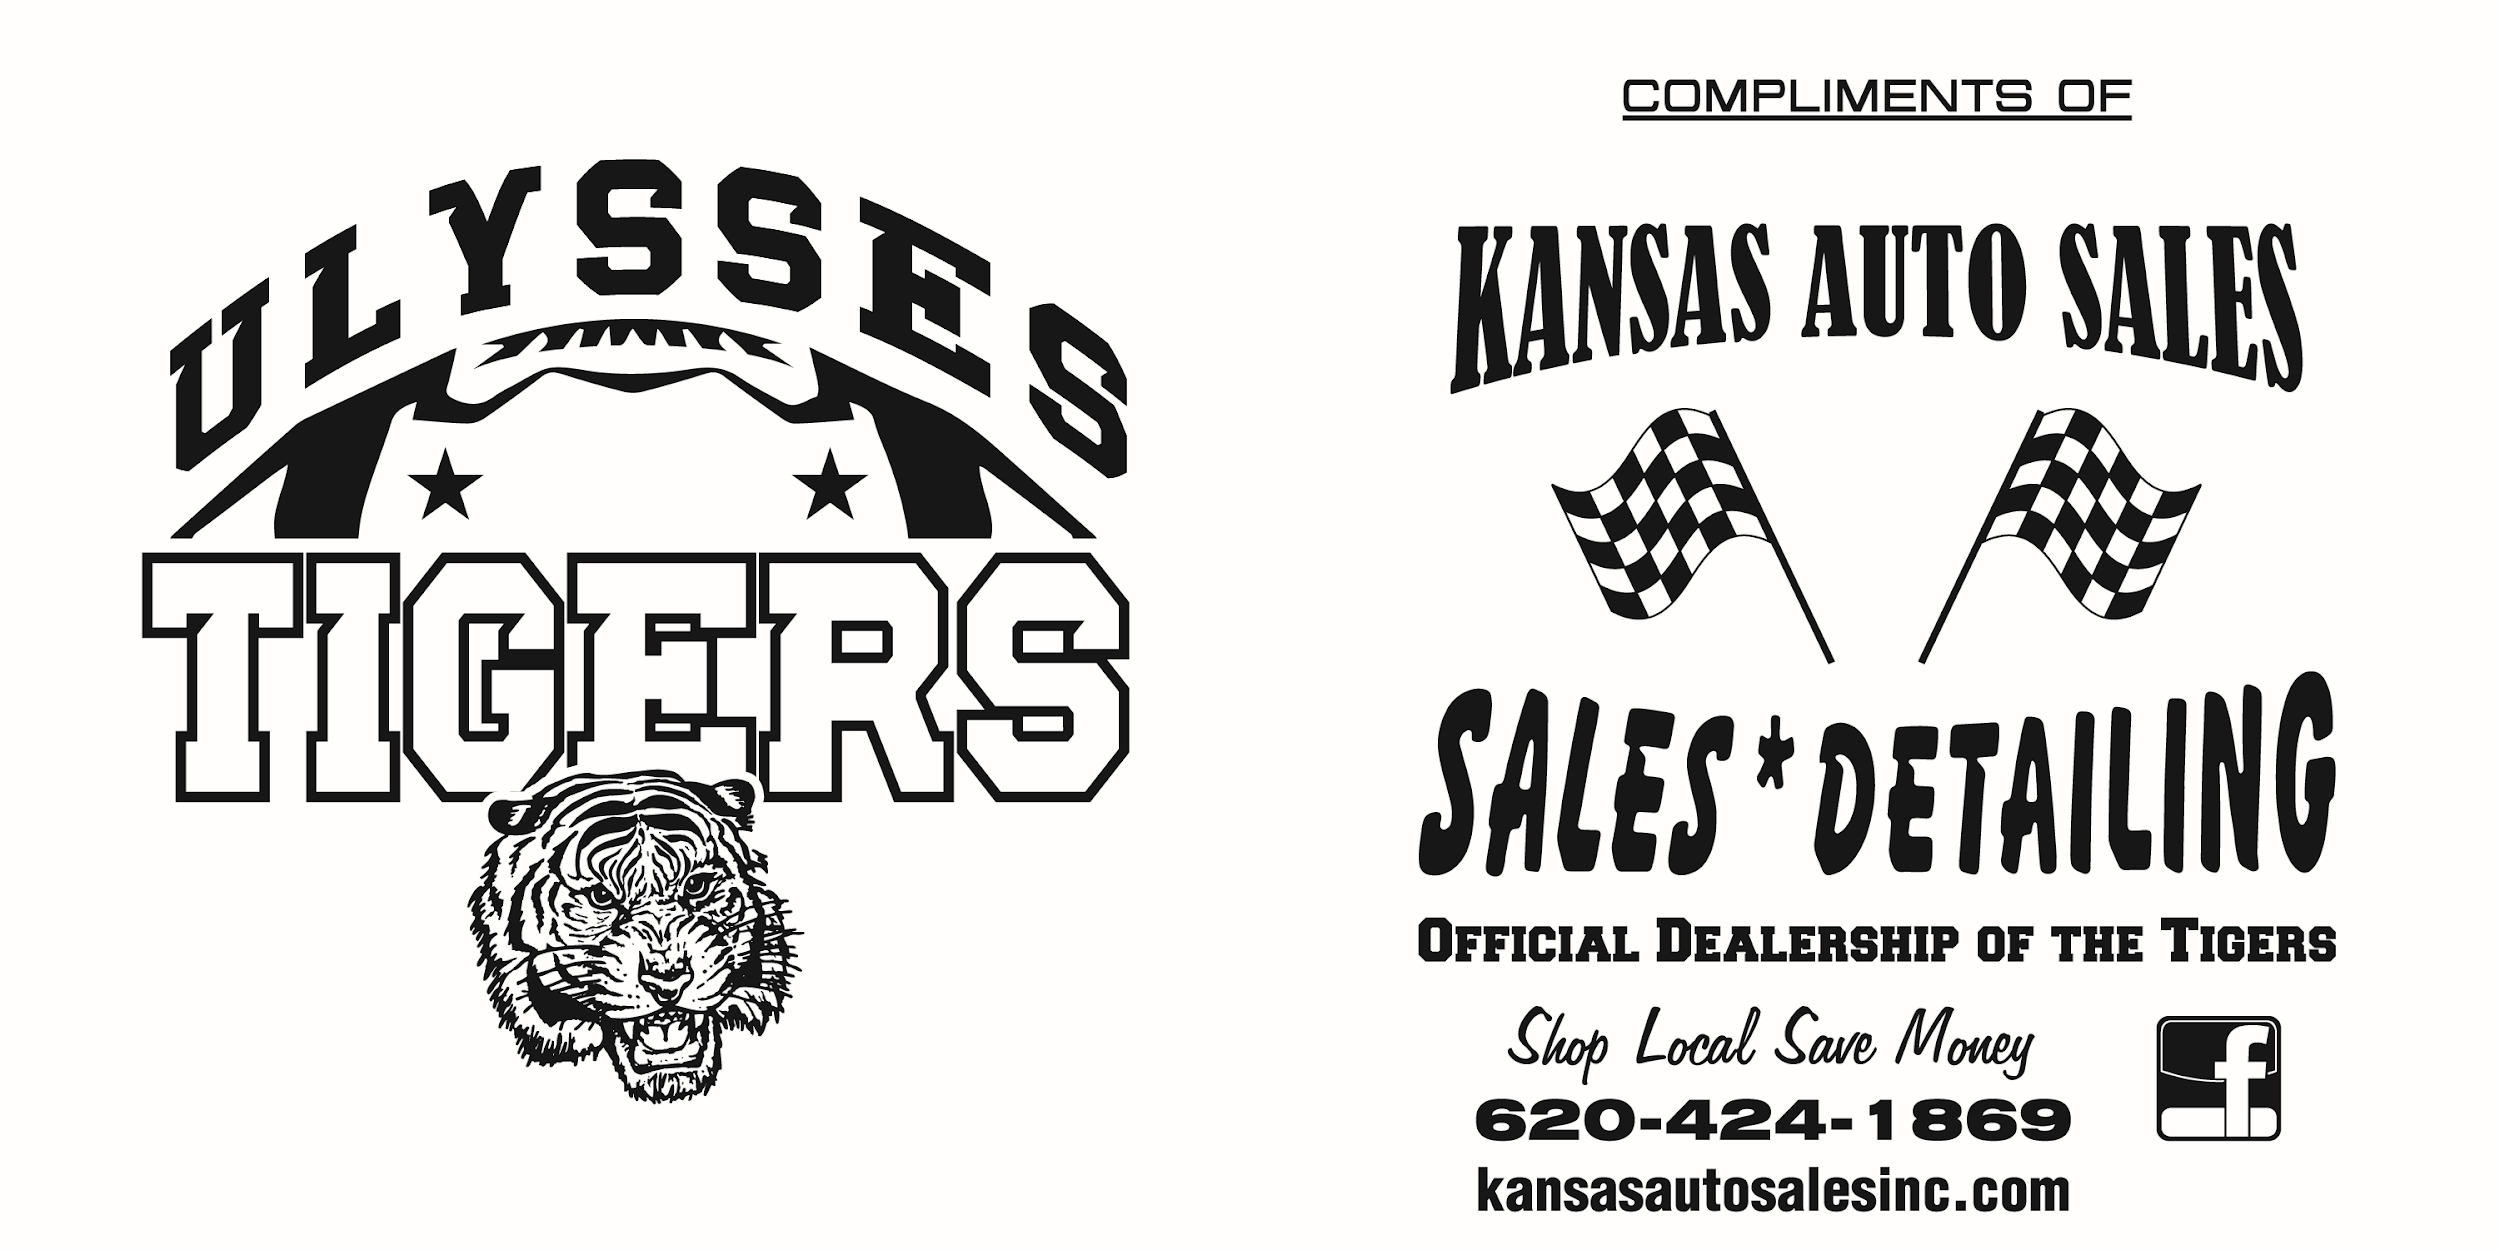 ULYSSES
TIGERS
COMPLIMENTS OF
KANSAS AUTO SALES
SALES * DETAILING
OFFICIAL DEALERSHIP OF THE TIGERS
Shop Local Save Money
620-424-1869
f
kansasautosalesinc.com